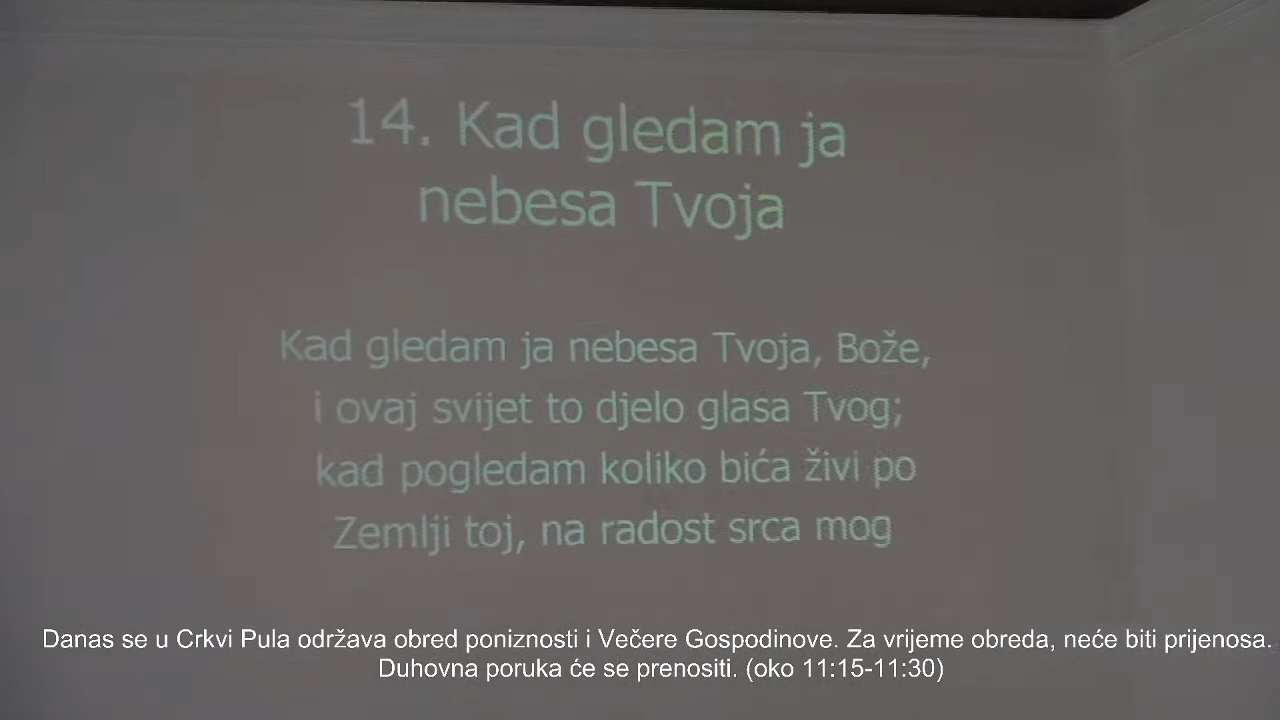 14. Kad gledam ja
nebesa Tvoja
Kad gledam ja nebesa Tvoja, Bože,
i ovaj svijet to djelo glasa Tvog;
kad pogledam koliko bića živi po
Zemlji toj, na radost srca mog
Danas se u Crkvi Pula održava obred poniznosti i Večere Gospodinove. Za vrijeme obreda, neće biti prijenosa.
Duhovna poruka će se prenositi. (oko 11:15-11:30)